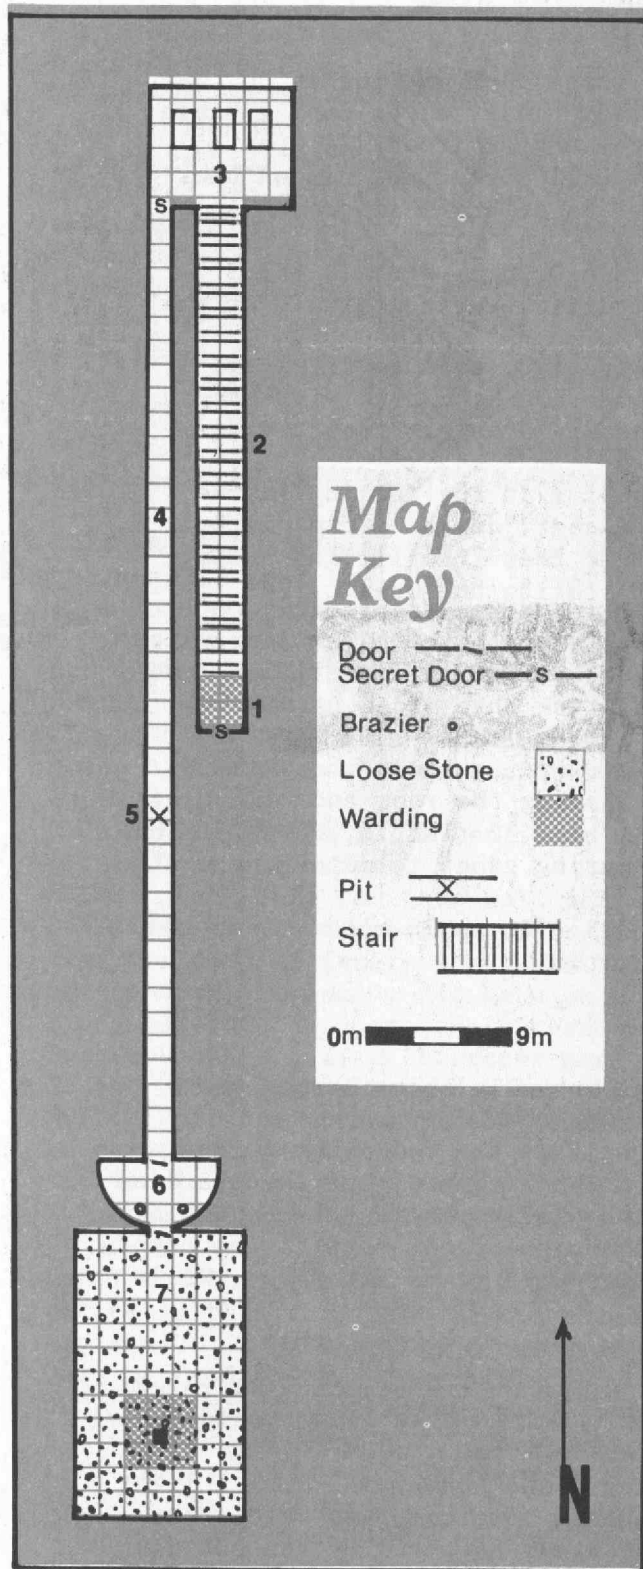 3
S
2
4
1
S
5
6
7
Map
Key
Door
Secret Door S
Brazier
Loose Stone
Warding
Pit
Stair
0m 9m
N